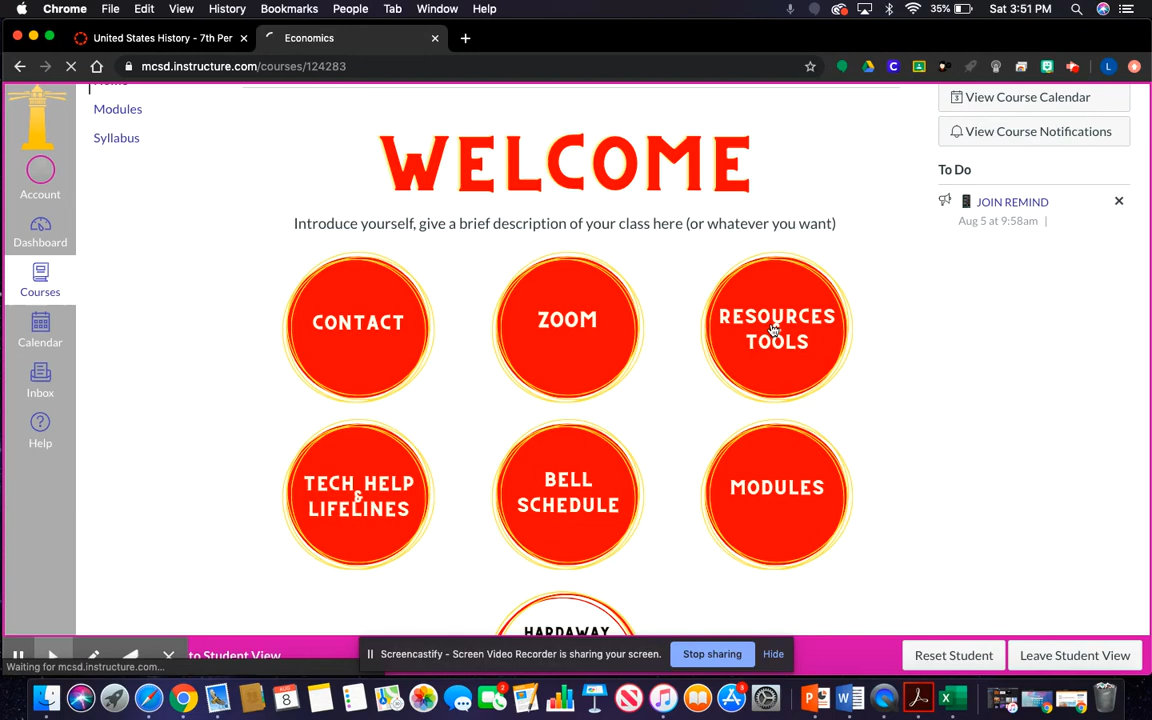 Chrome File Edit View History Bookmarks People Tab Window Help 35% Sat 3:51 PM
United States History - 7th Per
Economics
mcsd.instructure.com/courses/124283
Modules
Syllabus
Account
Dashboard
Courses
Calendar
Inbox
Help
WELCOME
Introduce yourself, give a brief description of your class here (or whatever you want)
CONTACT
ZOOM
RESOURCES
TOOLS
TECH HELP
&
LIFELINES
BELL
SCHEDULE
MODULES
HARDAWAY
View Course Calendar
View Course Notifications
To Do
JOIN REMIND
Aug 5 at 9:58am |
to Student View
Screencastify - Screen Video Recorder is sharing your screen.
Stop sharing
Hide
Reset Student
Leave Student View
Waiting for mcsd.instructure.com...